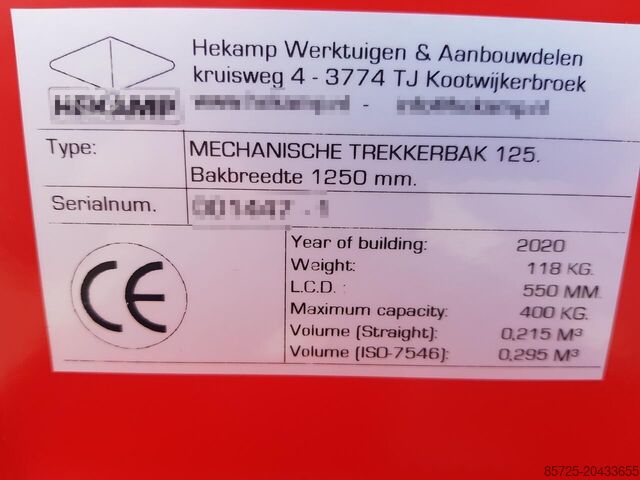 Hekamp Werktuigen & Aanbouwdelen
kruisweg 4 - 3774 TJ Kootwijkerbroek
HEKAMP
Type: MECHANISCHE TREKKERBAK 125.
Bakbreedte 1250 mm.
Serialnum.
CE
Year of building: 2020
Weight: 118 KG.
L.C.D. : 550 MM.
Maximum capacity: 400 KG.
Volume (Straight): 0,215 M³
Volume (ISO-7546): 0,295 M³
85725-20433655